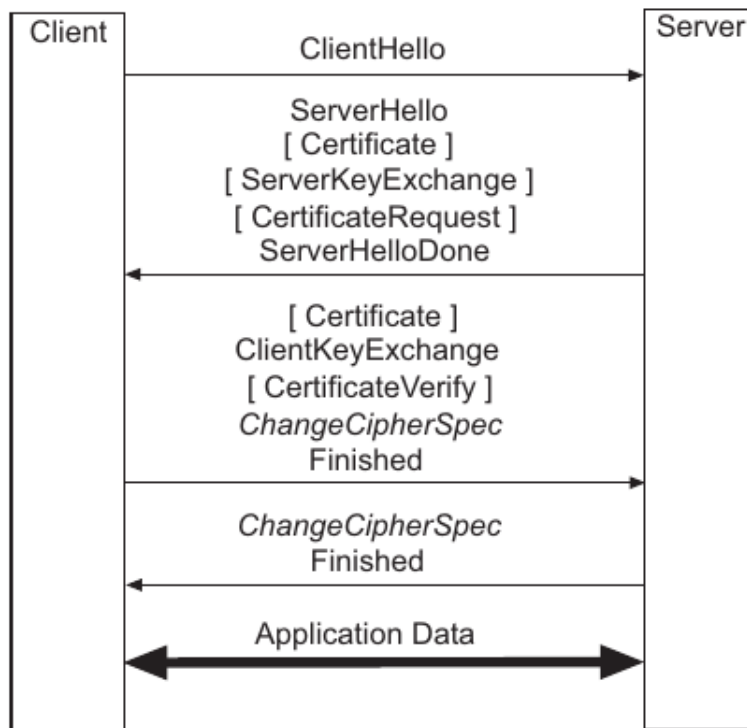 Client
Server
ClientHello
ServerHello
[ Certificate ]
[ ServerKeyExchange ]
[ CertificateRequest ]
ServerHelloDone
[ Certificate ]
ClientKeyExchange
[ CertificateVerify ]
ChangeCipherSpec
Finished
ChangeCipherSpec
Finished
Application Data